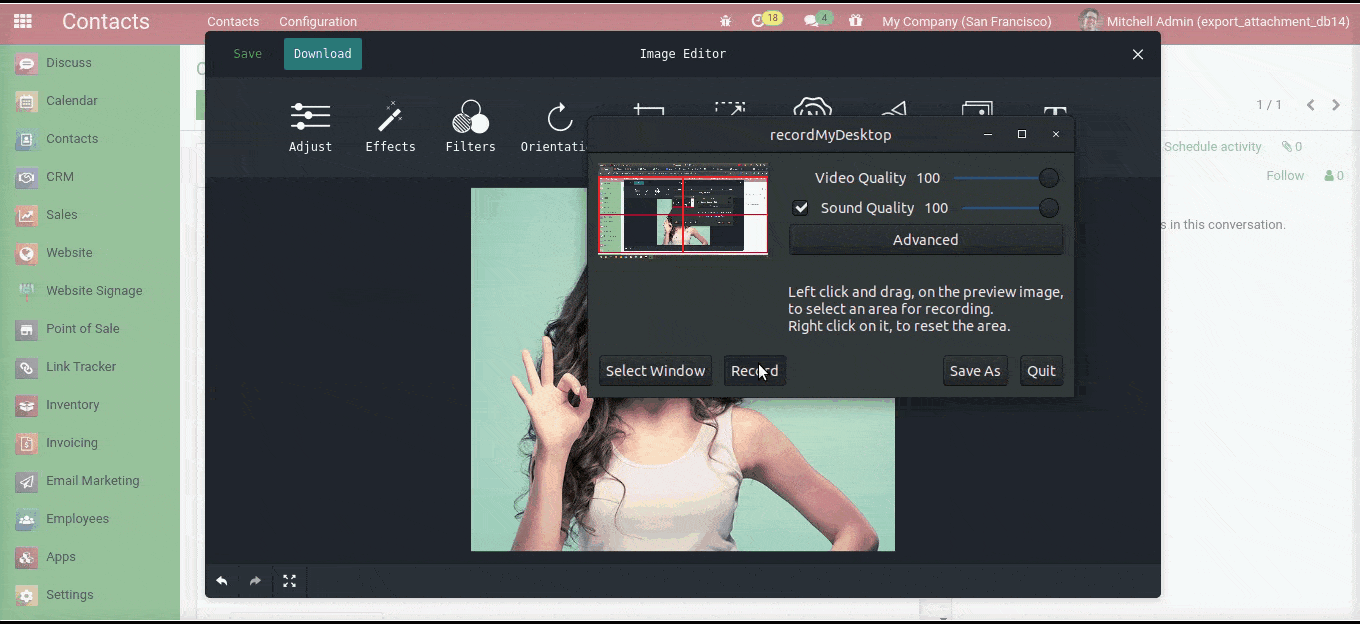 Contacts
Contacts Configuration
18
4
My Company (San Francisco)
Mitchell Admin (export_attachment_db14)
Discuss
Calendar
Contacts
CRM
Sales
Website
Website Signage
Point of Sale
Link Tracker
Inventory
Invoicing
Email Marketing
Employees
Apps
Settings
Save
Download
Image Editor
Adjust
Effects
Filters
Orientati
recordMyDesktop
Video Quality 100
Sound Quality 100
Advanced
Left click and drag, on the preview image,
to select an area for recording.
Right click on it, to reset the area.
Select Window
Record
Save As
Quit
1 / 1
Schedule activity
0
Follow
0
s in this conversation.